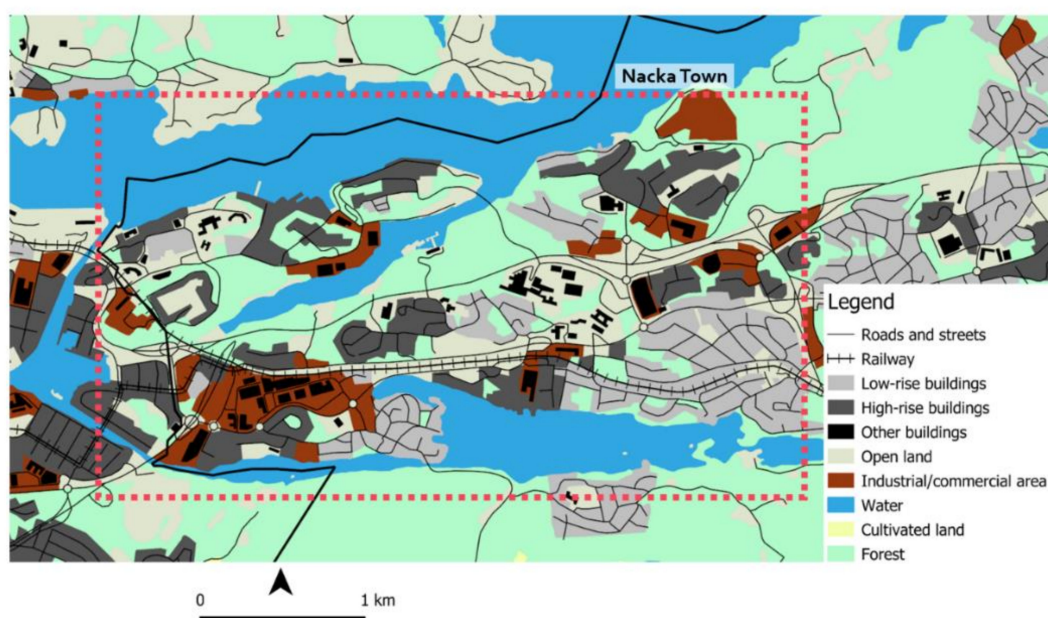 Nacka Town
Legend
Roads and streets
Railway
Low-rise buildings
High-rise buildings
Other buildings
Open land
Industrial/commercial area
Water
Cultivated land
Forest
0 1 km